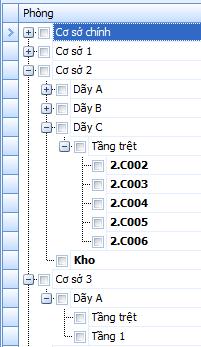 Phòng
Cơ sở chính
Cơ sở 1
Cơ sở 2
Dãy A
Dãy B
Dãy C
Tầng trệt
2.C002
2.C003
2.C004
2.C005
2.C006
Kho
Cơ sở 3
Dãy A
Tầng trệt
Tầng 1